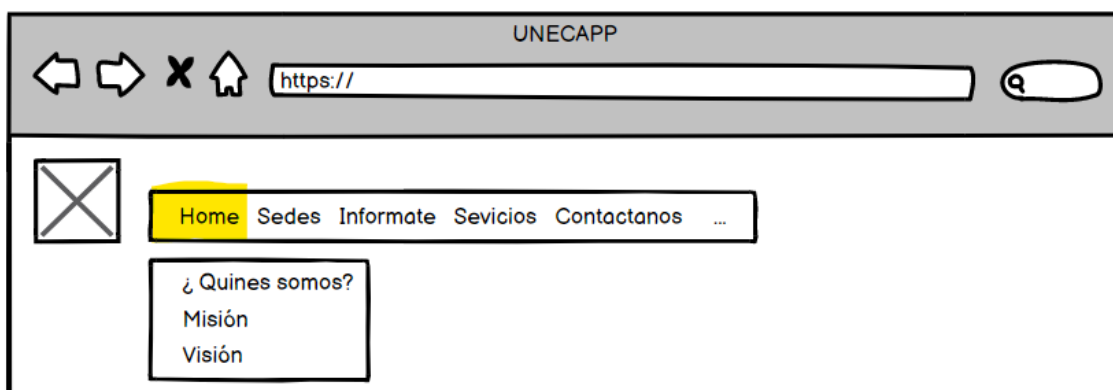 UNECAPP
https://
Home Sedes Informate Sevicios Contactanos ...
¿ Quines somos?
Misión
Visión